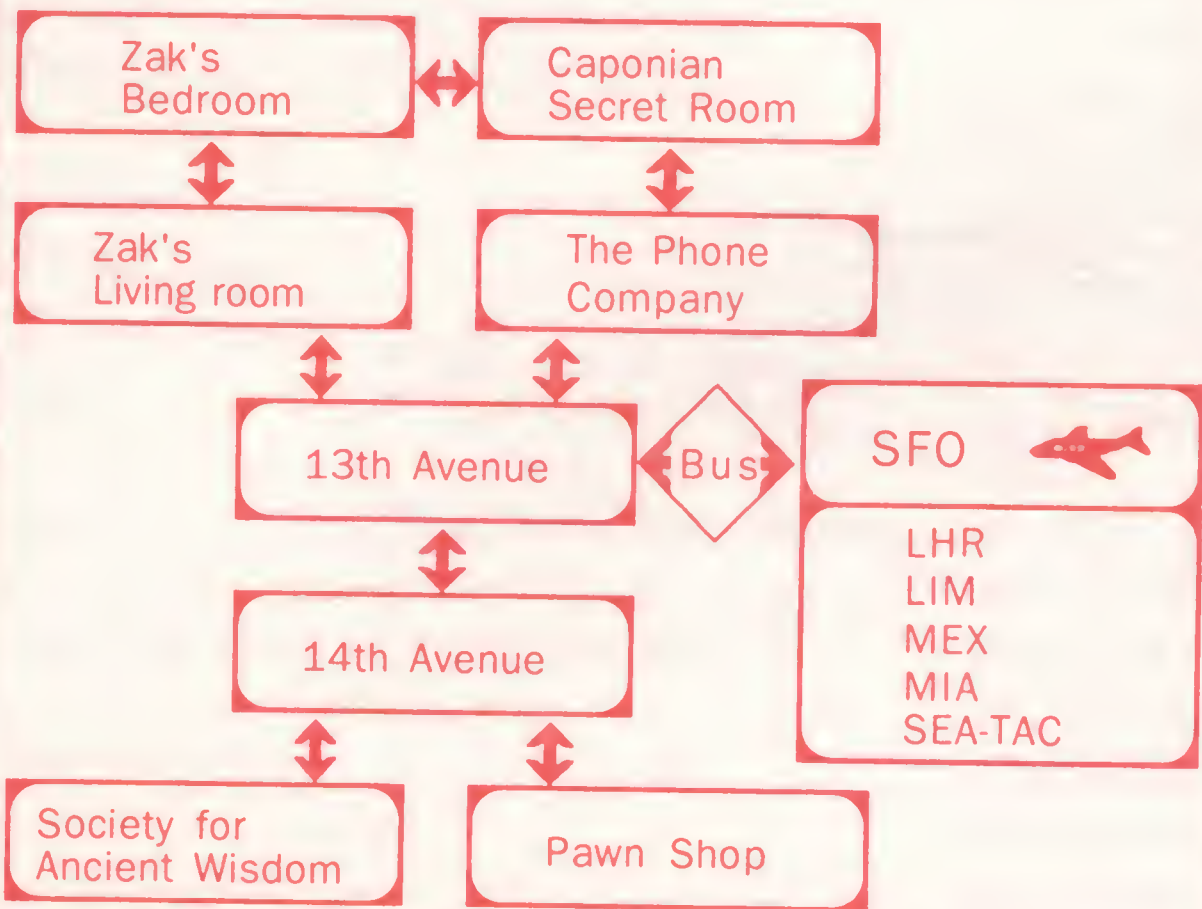 Zak's
Bedroom
Caponian
Secret Room
Zak's
Living room
The Phone
Company
13th Avenue
Bus
SFO
LHR
LIM
MEX
MIA
SEA-TAC
14th Avenue
Society for
Ancient Wisdom
Pawn Shop